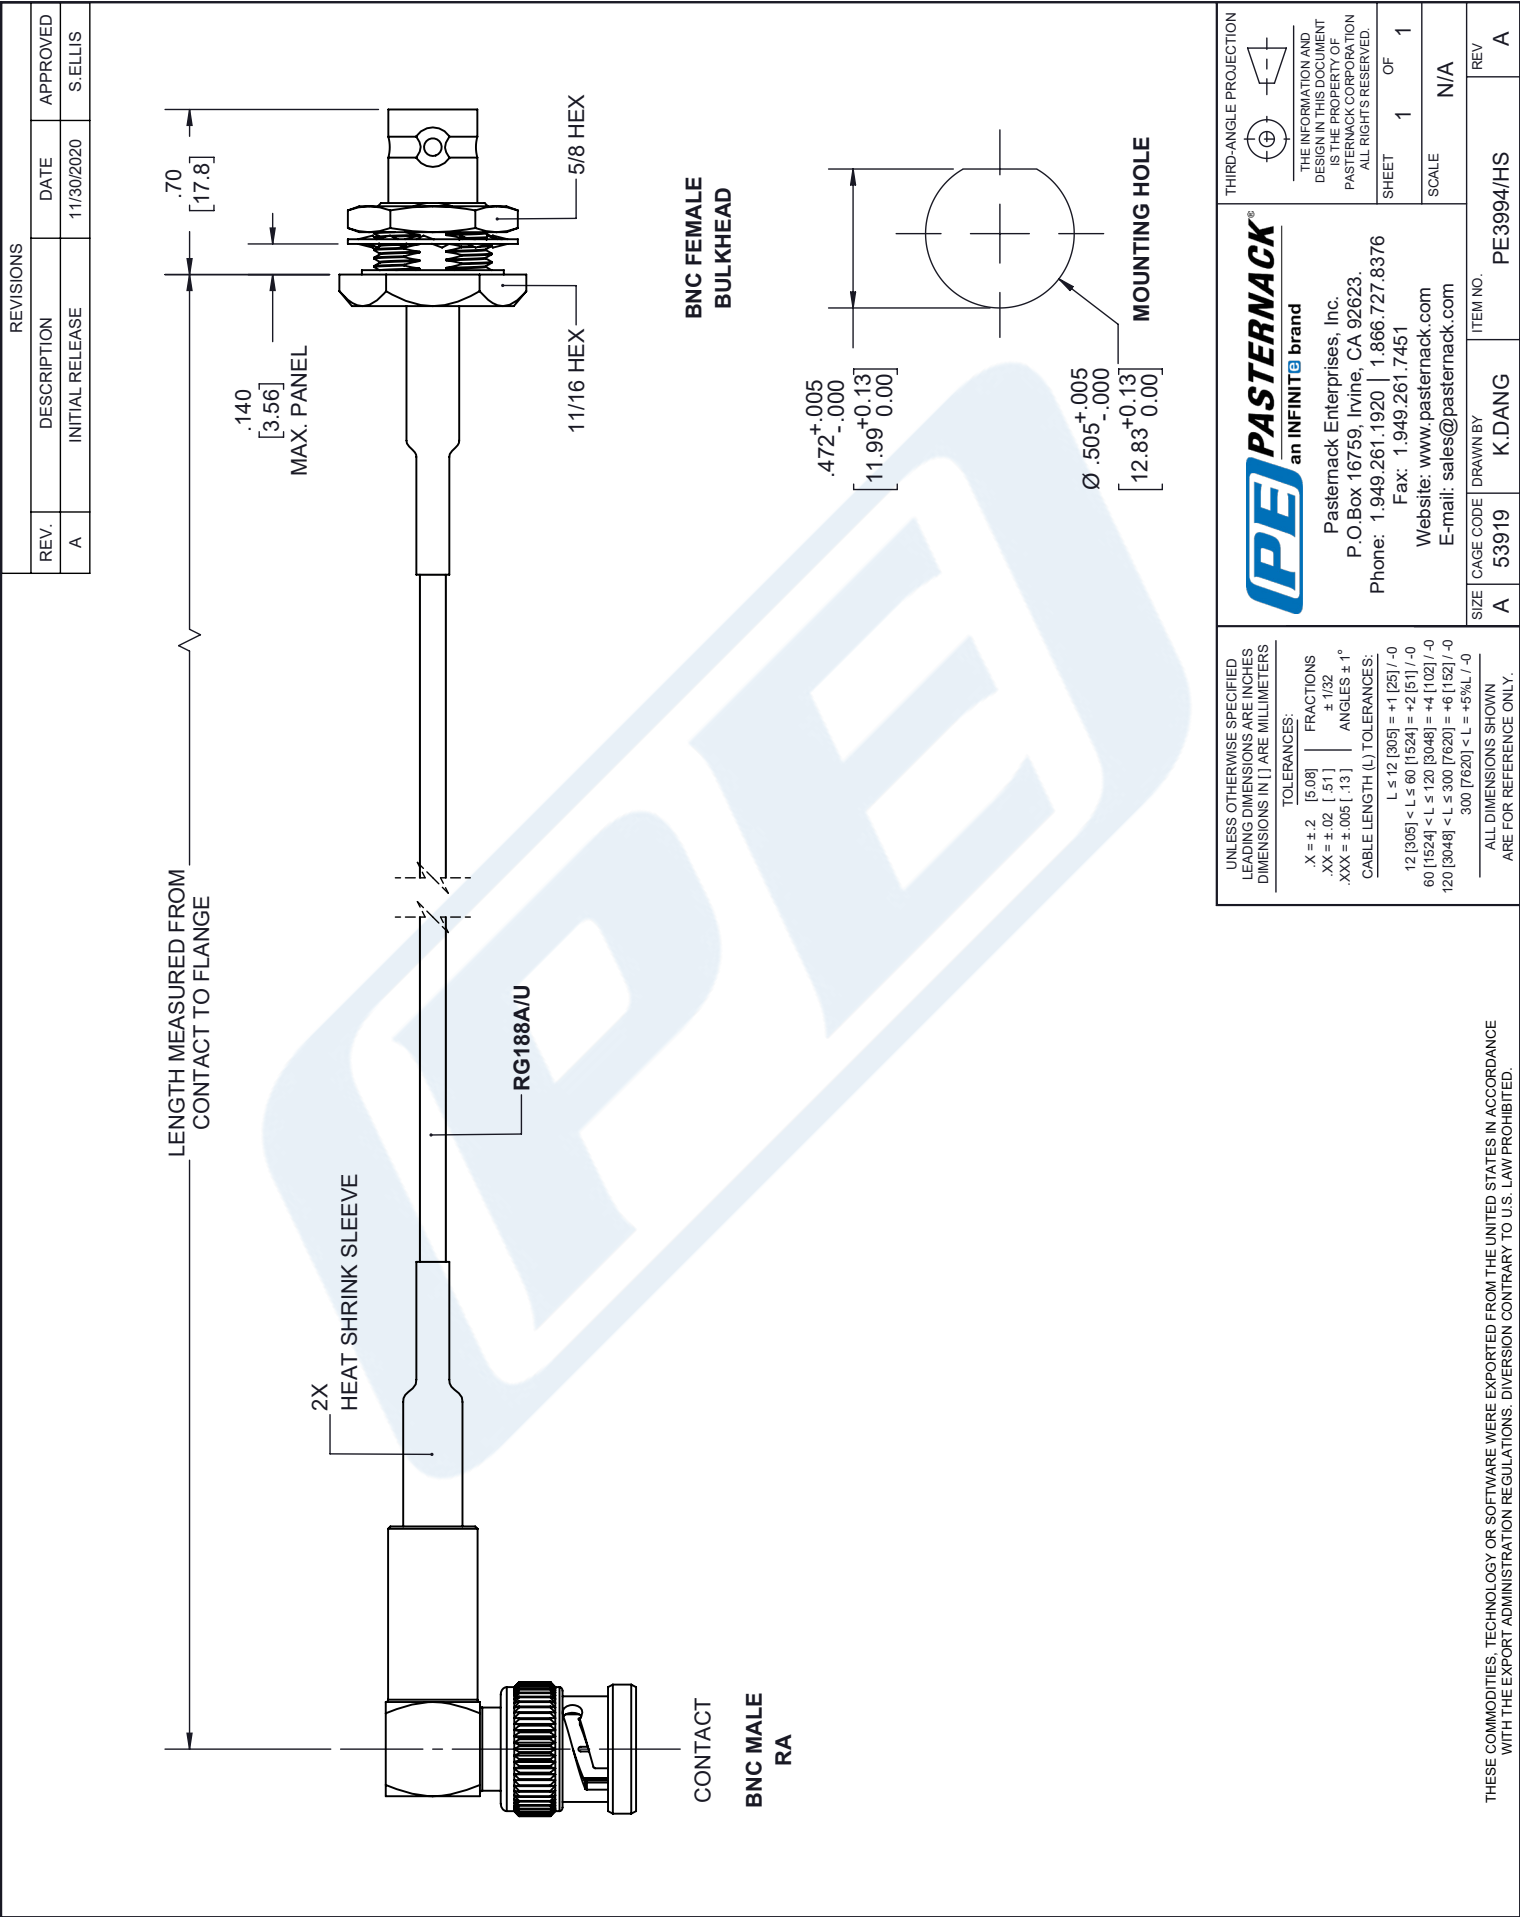 REVISIONS
REV. DESCRIPTION DATE APPROVED
A INITIAL RELEASE 11/30/2020 S.ELLIS
LENGTH MEASURED FROM
CONTACT TO FLANGE
.70
[17.8]
.140
[3.56]
MAX. PANEL
2X
HEAT SHRINK SLEEVE
RG188A/U
11/16 HEX
5/8 HEX
CONTACT
BNC MALE
RA
BNC FEMALE
BULKHEAD
.472 +.005 -.000
[11.99 +0.13 0.00]
Ø .505 +.005 -.000
[12.83 +0.13 0.00]
MOUNTING HOLE
UNLESS OTHERWISE SPECIFIED
LEADING DIMENSIONS ARE INCHES
DIMENSIONS IN [ ] ARE MILLIMETERS
TOLERANCES:
.X = ±.2 [5.08] FRACTIONS
.XX = ±.02 [ .51 ] ± 1/32
.XXX = ±.005 [ .13 ] ANGLES ± 1°
CABLE LENGTH (L) TOLERANCES:
L ≤ 12 [305] = +1 [25] / -0
12 [305] < L ≤ 60 [1524] = +2 [51] / -0
60 [1524] < L ≤ 120 [3048] = +4 [102] / -0
120 [3048] < L ≤ 300 [7620] = +6 [152] / -0
300 [7620] < L = +5%L / -0
ALL DIMENSIONS SHOWN
ARE FOR REFERENCE ONLY.
PE PASTERNACK®
an INFINITe brand
Pasternack Enterprises, Inc.
P.O.Box 16759, Irvine, CA 92623.
Phone: 1.949.261.1920 | 1.866.727.8376
Fax: 1.949.261.7451
Website: www.pasternack.com
E-mail: sales@pasternack.com
THIRD-ANGLE PROJECTION
THE INFORMATION AND
DESIGN IN THIS DOCUMENT
IS THE PROPERTY OF
PASTERNACK CORPORATION
ALL RIGHTS RESERVED.
SHEET 1 OF 1
SCALE N/A
SIZE A
CAGE CODE 53919
DRAWN BY K.DANG
ITEM NO. PE3994/HS
REV A
THESE COMMODITIES, TECHNOLOGY OR SOFTWARE WERE EXPORTED FROM THE UNITED STATES IN ACCORDANCE
WITH THE EXPORT ADMINISTRATION REGULATIONS. DIVERSION CONTRARY TO U.S. LAW PROHIBITED.
PE